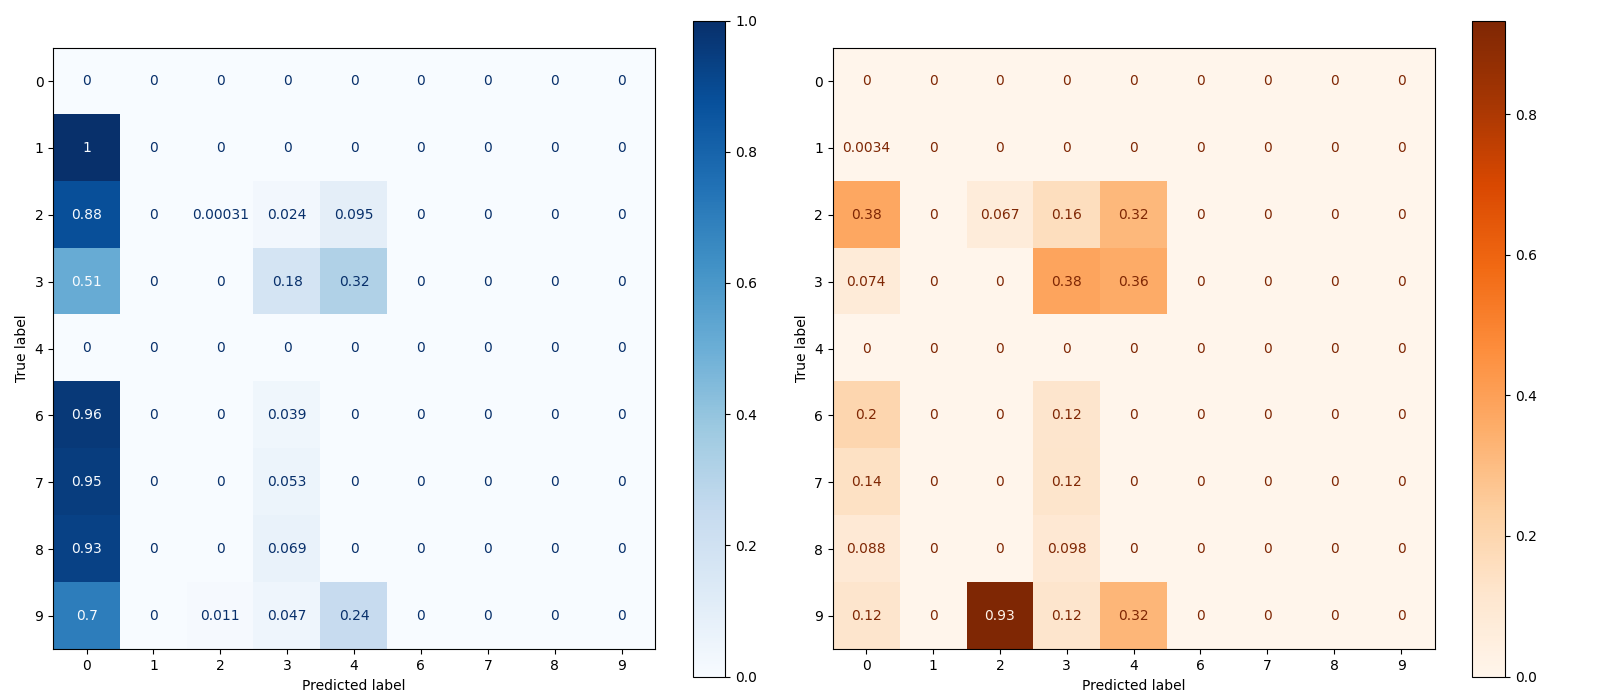 1.0
0 0 0 0 0 0 0 0 0 0
1 1 0 0 0 0 0 0 0 0
0.8
2 0.88 0 0.00031 0.024 0.095 0 0 0 0
3 0.51 0 0 0.18 0.32 0 0 0 0
0.6
True label
4 0 0 0 0 0 0 0 0 0
0.4
6 0.96 0 0 0.039 0 0 0 0 0
7 0.95 0 0 0.053 0 0 0 0 0
0.2
8 0.93 0 0 0.069 0 0 0 0 0
9 0.7 0 0.011 0.047 0.24 0 0 0 0
0 1 2 3 4 6 7 8 9
0.0
Predicted label
0 0 0 0 0 0 0 0 0 0
0.8
1 0.0034 0 0 0 0 0 0 0 0
2 0.38 0 0.067 0.16 0.32 0 0 0 0
0.6
3 0.074 0 0 0.38 0.36 0 0 0 0
True label
4 0 0 0 0 0 0 0 0 0
0.4
6 0.2 0 0 0.12 0 0 0 0 0
7 0.14 0 0 0.12 0 0 0 0 0
0.2
8 0.088 0 0 0.098 0 0 0 0 0
9 0.12 0 0.93 0.12 0.32 0 0 0 0
0 1 2 3 4 6 7 8 9
0.0
Predicted label